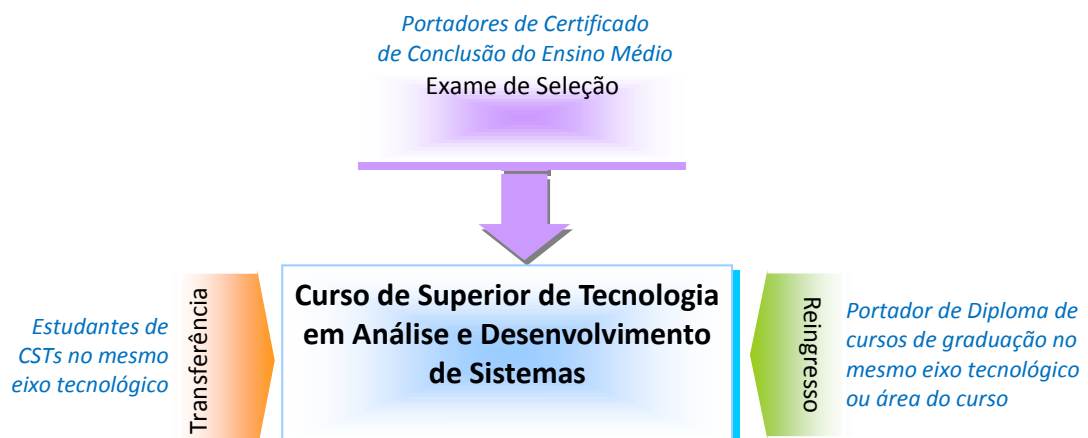 Portadores de Certificado
de Conclusão do Ensino Médio
Exame de Seleção
Curso de Superior de Tecnologia
em Análise e Desenvolvimento
de Sistemas
Estudantes de
CSTs no mesmo
eixo tecnológico
Transferência
Reingresso
Portador de Diploma de
cursos de graduação no
mesmo eixo tecnológico
ou área do curso